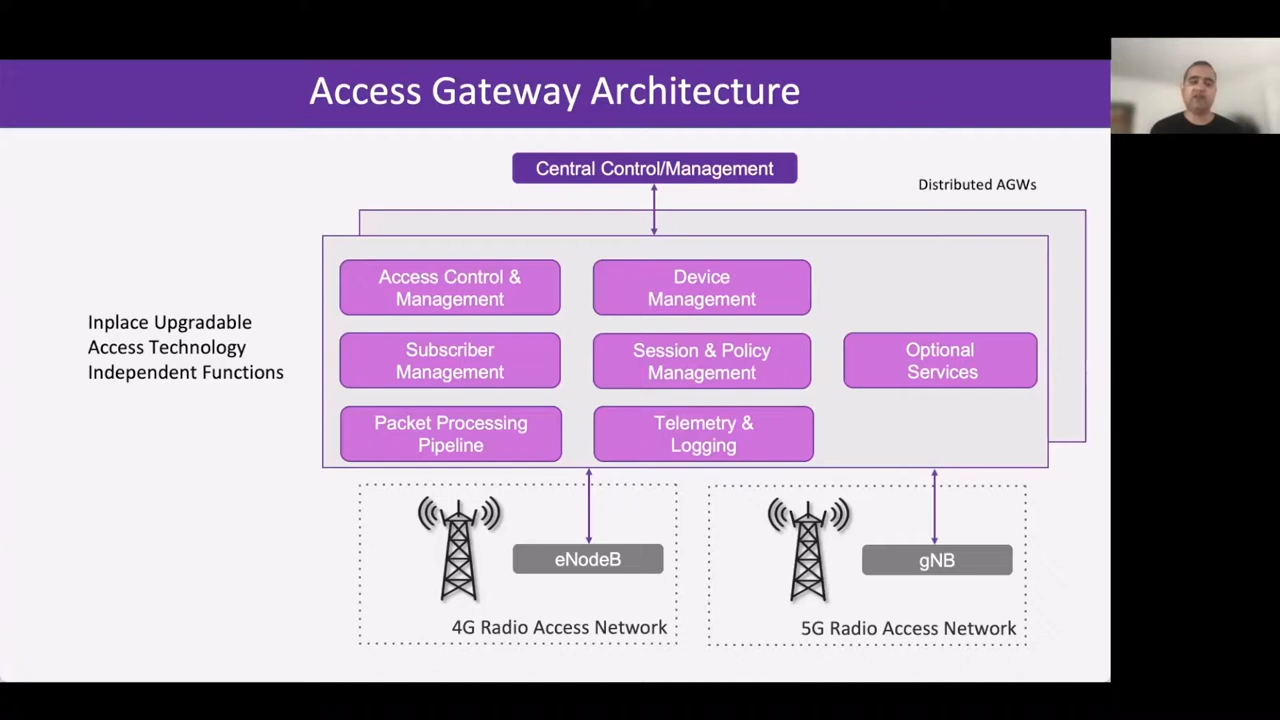 Access Gateway Architecture
Central Control/Management
Distributed AGWs
Access Control &
Management
Device
Management
Inplace Upgradable
Access Technology
Independent Functions
Subscriber
Management
Session & Policy
Management
Optional
Services
Packet Processing
Pipeline
Telemetry &
Logging
eNodeB
4G Radio Access Network
gNB
5G Radio Access Network